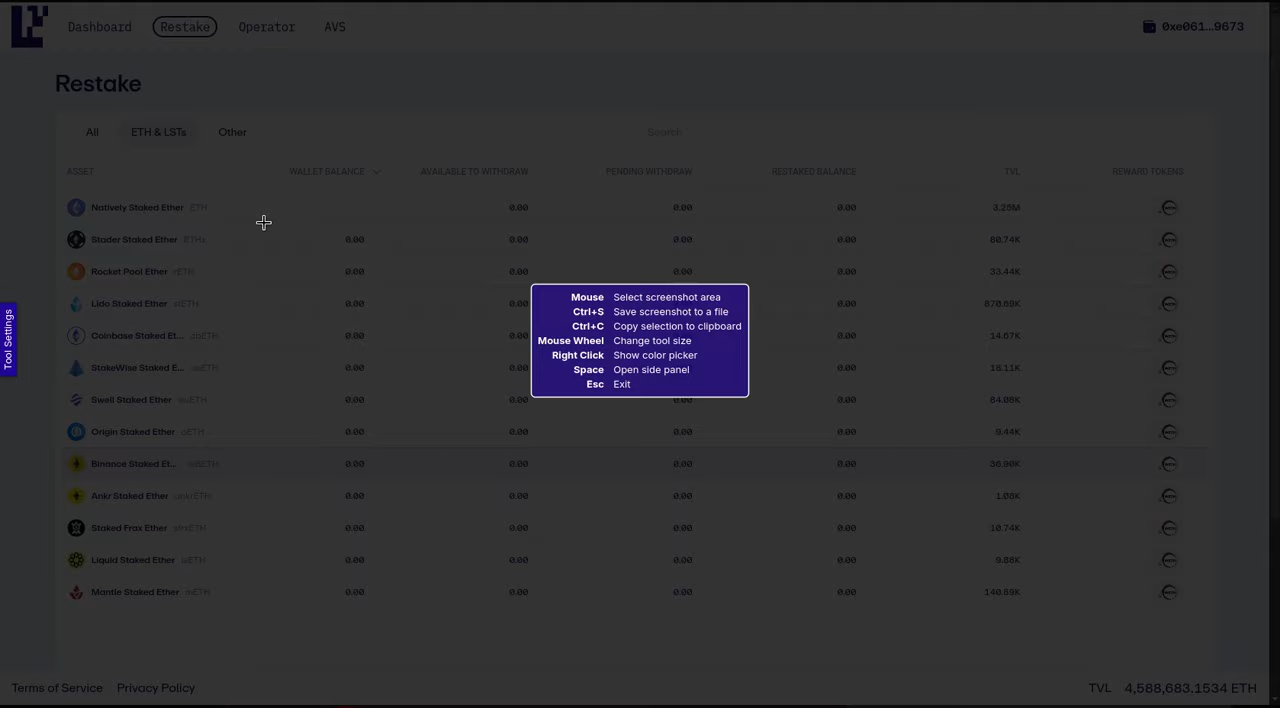 Dashboard Restake Operator AVS 0xe061...9673
Restake
All ETH & LSTs Other Search
ASSET WALLET BALANCE AVAILABLE TO WITHDRAW PENDING WITHDRAW RESTAKED BALANCE TVL REWARD TOKENS
Natively Staked Ether ETH 0.00 0.00 0.00 3.25M
Stader Staked Ether ETHx 0.00 0.00 0.00 0.00 80.74K
Rocket Pool Ether rETH 0.00 0.00 0.00 0.00 33.44K
Lido Staked Ether stETH 0.00 0.00 870.69K
Coinbase Staked Et... cbETH 0.00 0.00 0.00 14.67K
StakeWise Staked E... osETH 0.00 0.00 0.00 16.11K
Swell Staked Ether swETH 0.00 0.00 0.00 0.00
Origin Staked Ether oETH 0.00 0.00 0.00 0.00 9.44K
Binance Staked Et... wBETH 0.00 0.00 0.00 0.00 36.90K
Ankr Staked Ether ankrETH 0.00 0.00 0.00 0.00
Staked Frax Ether sfrxETH 0.00 0.00 0.00 0.00 10.74K
Liquid Staked Ether lsETH 0.00 0.00 0.00 0.00
Mantle Staked Ether mETH 0.00 0.00 0.00 0.00 140.69K
Mouse Select screenshot area
Ctrl+S Save screenshot to a file
Ctrl+C Copy selection to clipboard
Mouse Wheel Change tool size
Right Click Show color picker
Space Open side panel
Esc Exit
Tool Settings
Terms of Service Privacy Policy TVL 4,588,683.1534 ETH